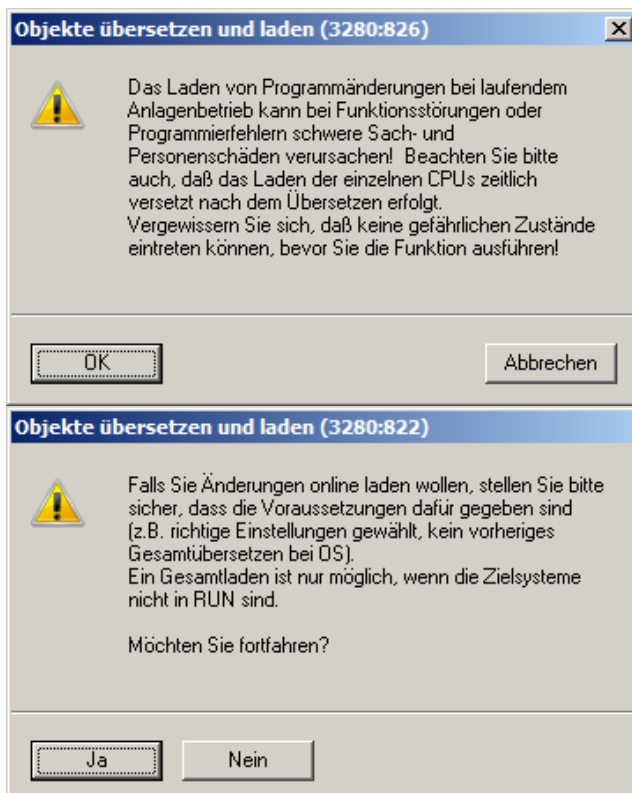 Objekte übersetzen und laden (3280:826)
Das Laden von Programmänderungen bei laufendem
Anlagenbetrieb kann bei Funktionsstörungen oder
Programmierfehlern schwere Sach- und
Personenschäden verursachen! Beachten Sie bitte
auch, daß das Laden der einzelnen CPUs zeitlich
versetzt nach dem Übersetzen erfolgt.
Vergewissern Sie sich, daß keine gefährlichen Zustände
eintreten können, bevor Sie die Funktion ausführen!
OK
Abbrechen
Objekte übersetzen und laden (3280:822)
Falls Sie Änderungen online laden wollen, stellen Sie bitte
sicher, dass die Voraussetzungen dafür gegeben sind
(z.B. richtige Einstellungen gewählt, kein vorheriges
Gesamtübersetzen bei OS).
Ein Gesamtladen ist nur möglich, wenn die Zielsysteme
nicht in RUN sind.
Möchten Sie fortfahren?
Ja
Nein